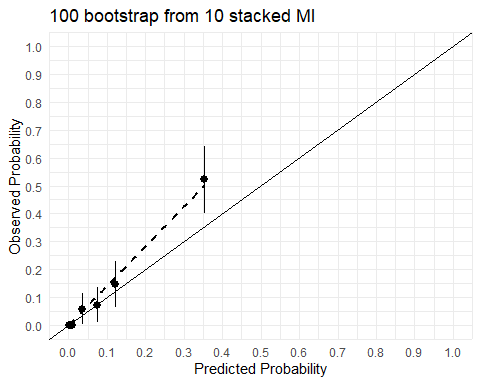 100 bootstrap from 10 stacked MI
Observed Probability
1.0
0.9
0.8
0.7
0.6
0.5
0.4
0.3
0.2
0.1
0.0
0.0 0.1 0.2 0.3 0.4 0.5 0.6 0.7 0.8 0.9 1.0
Predicted Probability